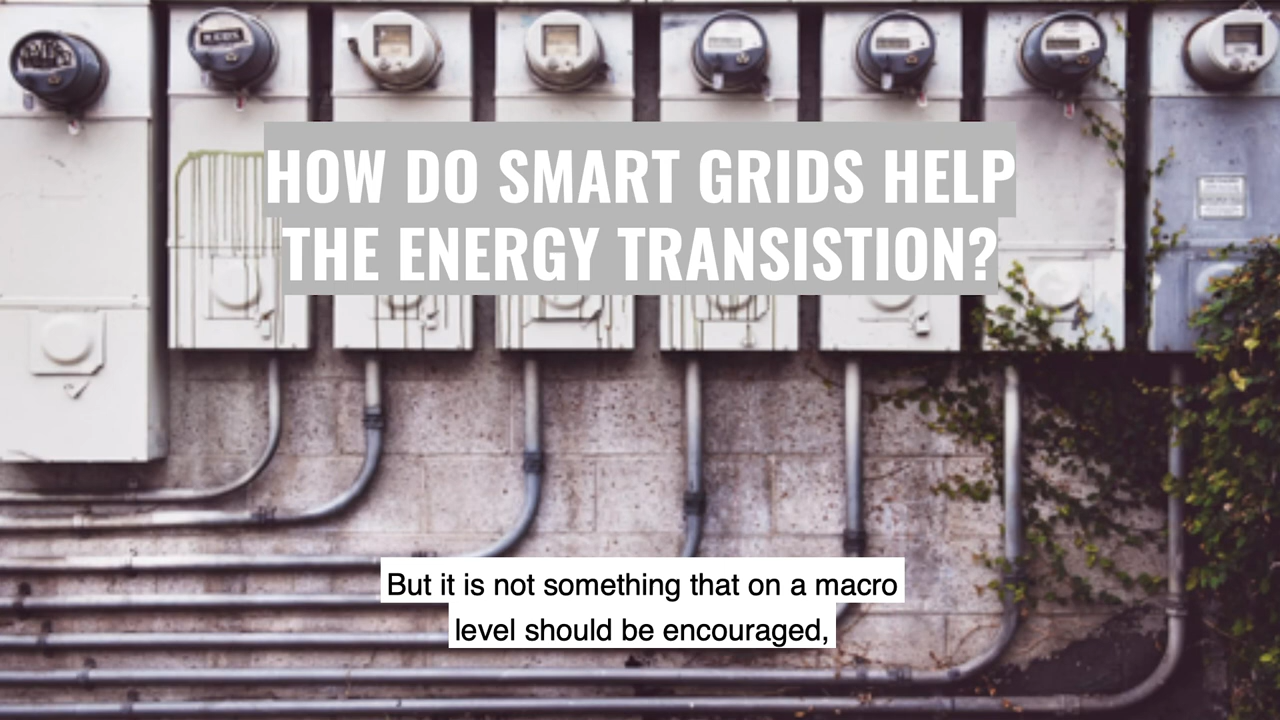 HOW DO SMART GRIDS HELP
THE ENERGY TRANSISTION?
But it is not something that on a macro
level should be encouraged,